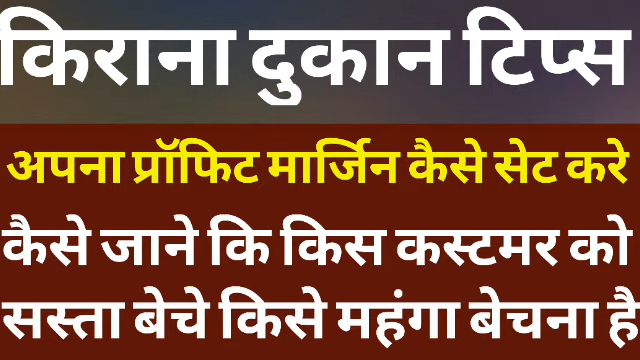 किराना दुकान टिप्स
अपना प्रॉफिट मार्जिन कैसे सेट करे
कैसे जाने कि किस कस्टमर को
सस्ता बेचे किसे महंगा बेचना है